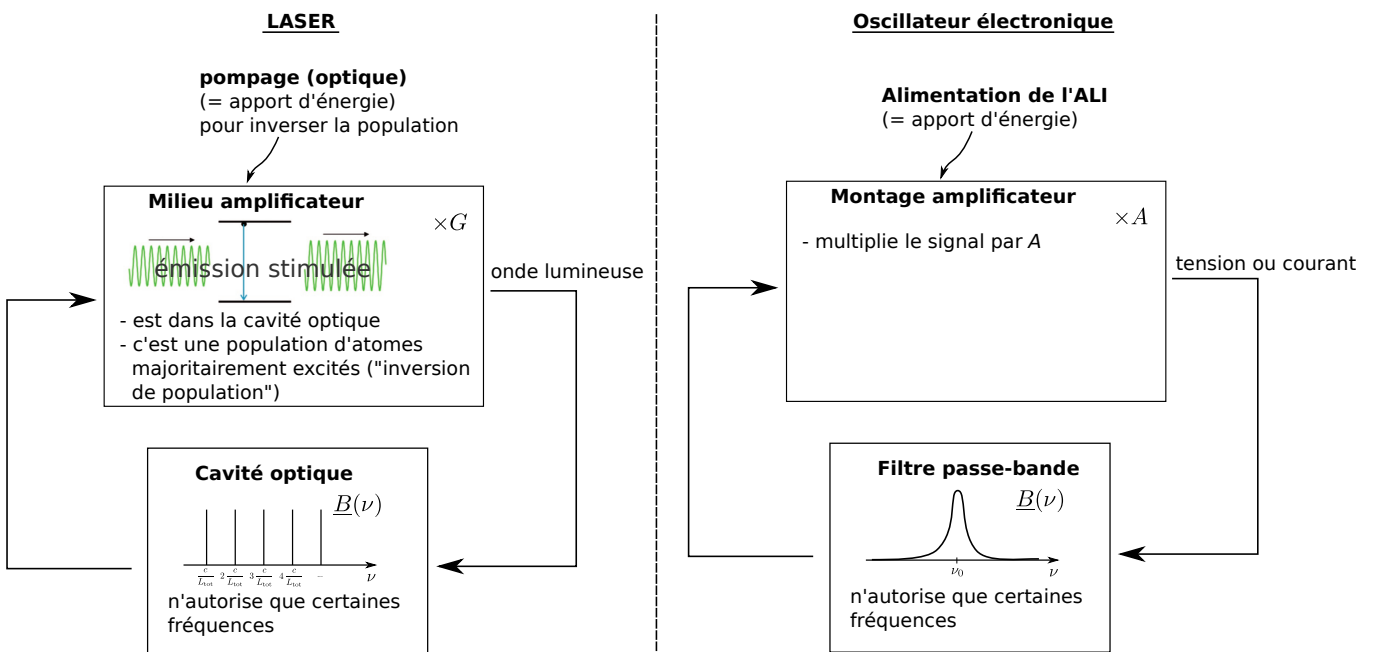 LASER
pompage (optique)
(= apport d'énergie)
pour inverser la population
Milieu amplificateur
×G
émission stimulée
onde lumineuse
- est dans la cavité optique
- c'est une population d'atomes
majoritairement excités ("inversion
de population")
Cavité optique
B(ν)
c/L_tot 2 c/L_tot 3 c/L_tot 4 c/L_tot ... ν
n'autorise que certaines
fréquences
Oscillateur électronique
Alimentation de l'ALI
(= apport d'énergie)
Montage amplificateur
×A
- multiplie le signal par A
tension ou courant
Filtre passe-bande
B(ν)
ν₀ ν
n'autorise que certaines
fréquences